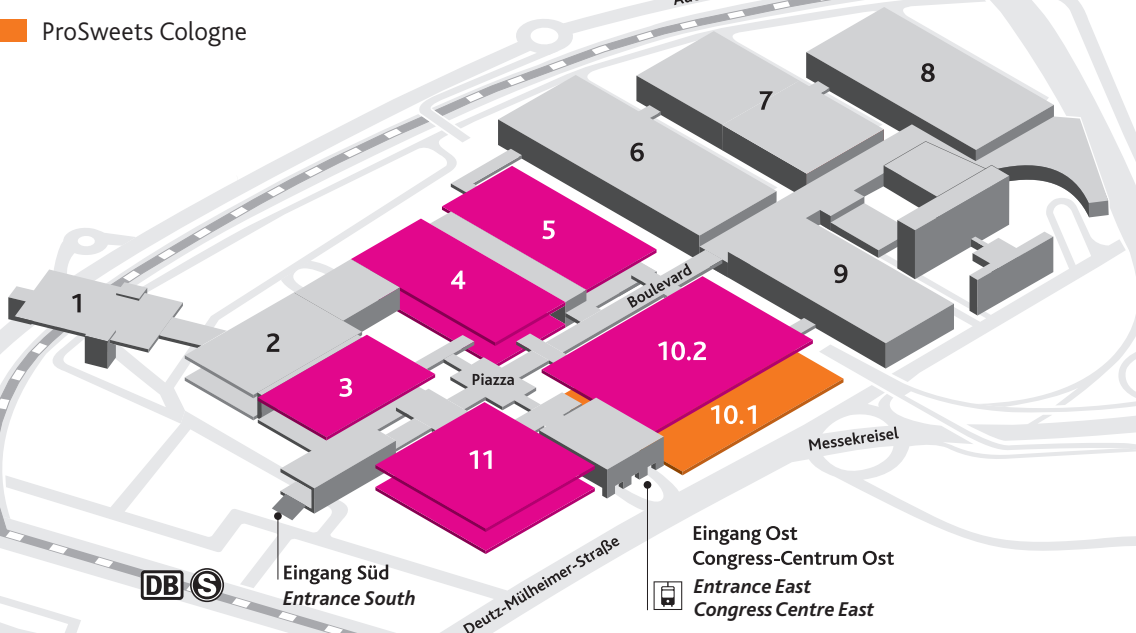 ProSweets Cologne
8
7
6
5
4
9
Boulevard
1
2
10.2
3
Piazza
10.1
11
Messekreisel
Eingang Ost
Congress-Centrum Ost
Entrance East
Congress Centre East
Deutz-Mülheimer-Straße
DB S
Eingang Süd
Entrance South